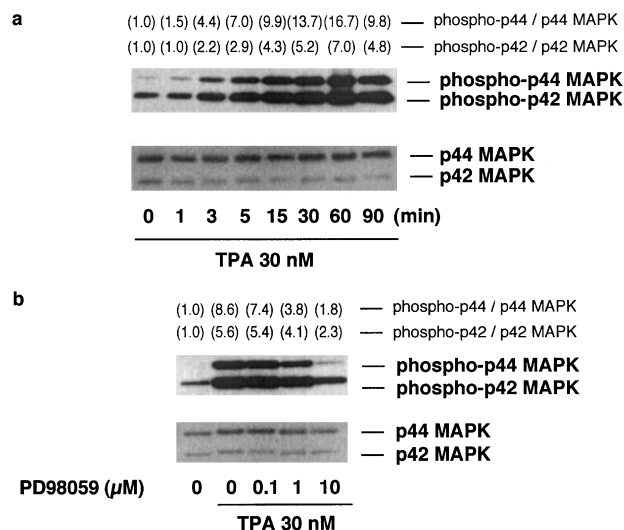 a
(1.0) (1.5) (4.4) (7.0) (9.9)(30.7)(16.7) (9.8) — phospho-p44 / p44 MAPK
(1.0) (1.0) (2.2) (2.9) (4.3) (5.2) (7.0) (4.8) — phospho-p42 / p42 MAPK
— phospho-p44 MAPK
— phospho-p42 MAPK
— p44 MAPK
— p42 MAPK
0 1 3 5 15 30 60 90 (min)
TPA 30 nM
b
(1.0) (8.6) (7.4) (3.8) (1.8) — phospho-p44 / p44 MAPK
(1.0) (5.6) (5.4) (4.1) (2.3) — phospho-p42 / p42 MAPK
— phospho-p44 MAPK
— phospho-p42 MAPK
— p44 MAPK
— p42 MAPK
PD98059 (µM) 0 0 0.1 1 10
TPA 30 nM